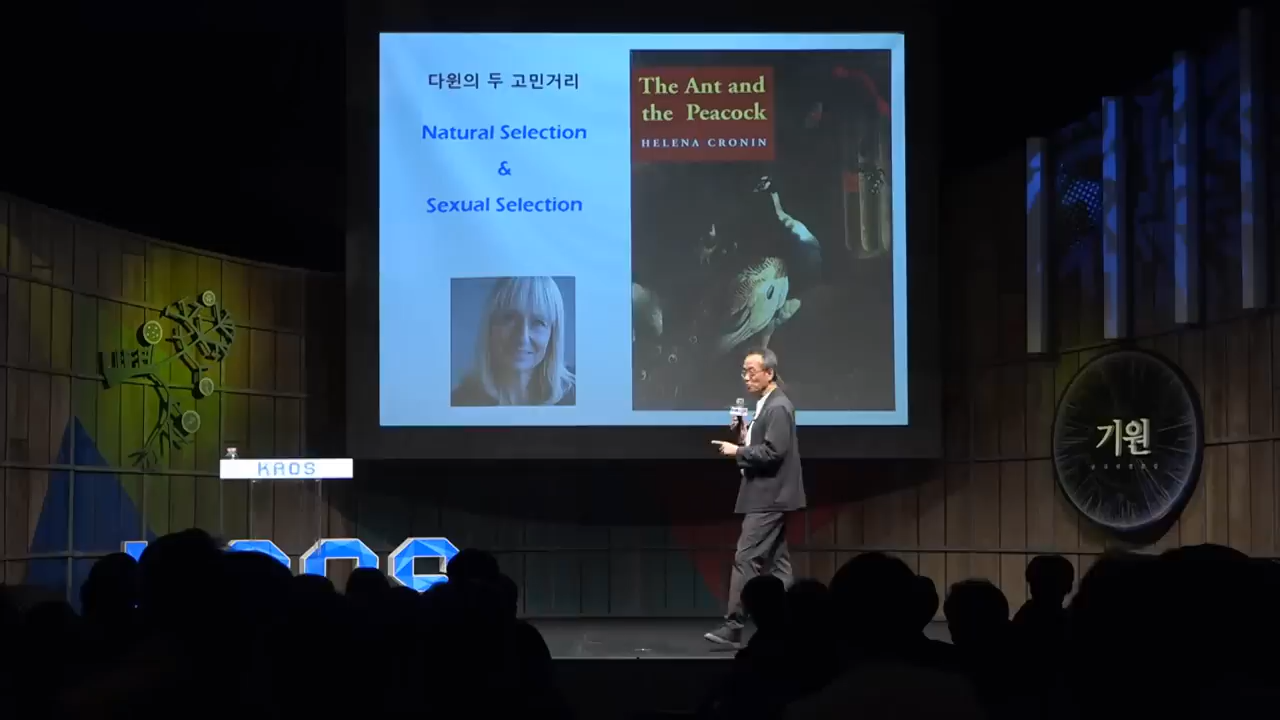 다윈의 두 고민거리
Natural Selection
&
Sexual Selection
The Ant and
the Peacock
HELENA CRONIN
KAOS
기원